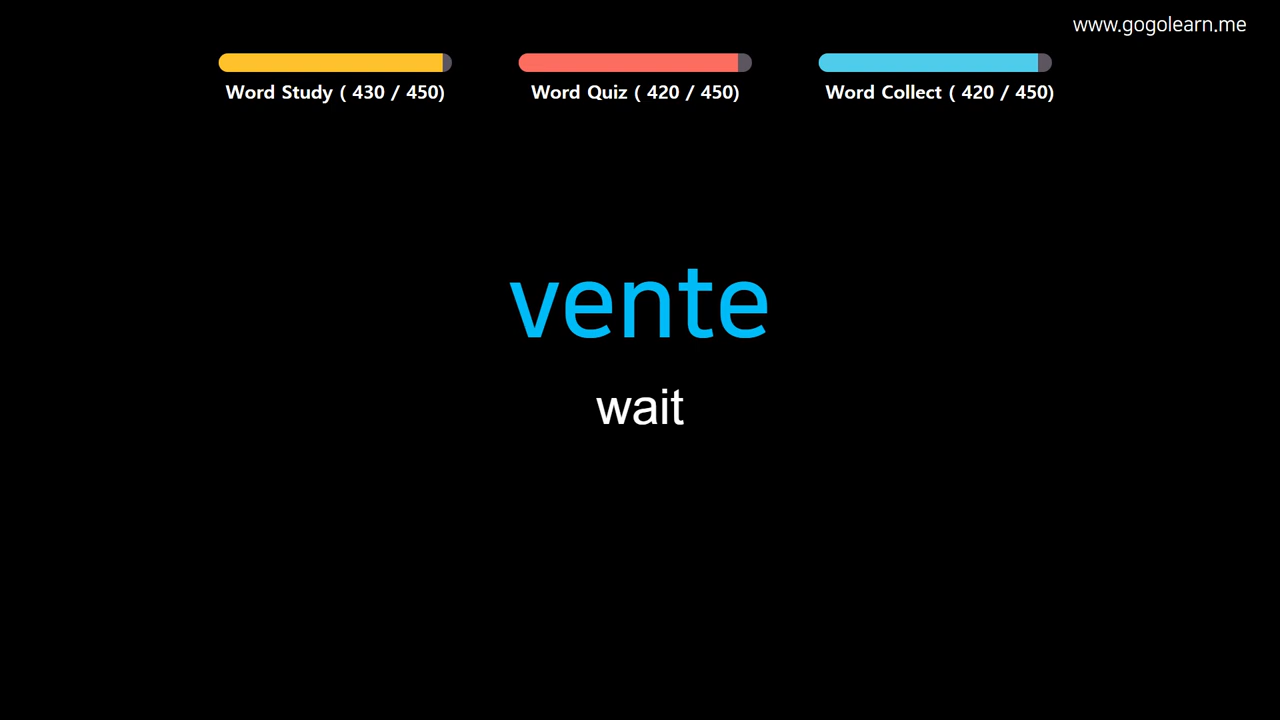 www.gogolearn.me
Word Study ( 430 / 450)
Word Quiz ( 420 / 450)
Word Collect ( 420 / 450)
vente
wait